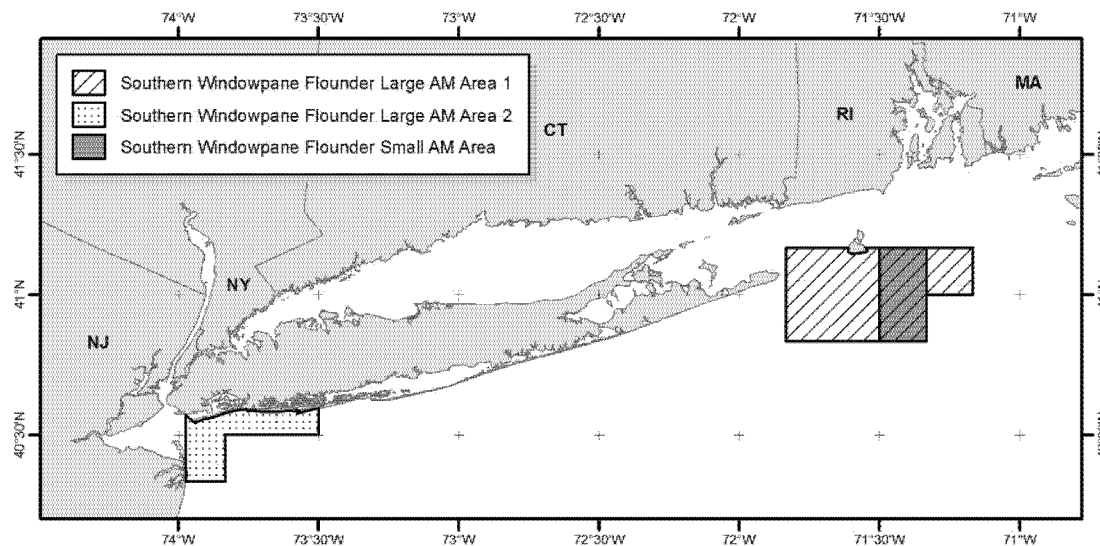 74°W 73°30'W 73°W 72°30'W 72°W 71°30'W 71°W
Southern Windowpane Flounder Large AM Area 1
Southern Windowpane Flounder Large AM Area 2
Southern Windowpane Flounder Small AM Area
MA
RI
CT
41°30'N
NY
41°N
NJ
40°30'N
74°W 73°30'W 73°W 72°30'W 72°W 71°30'W 71°W